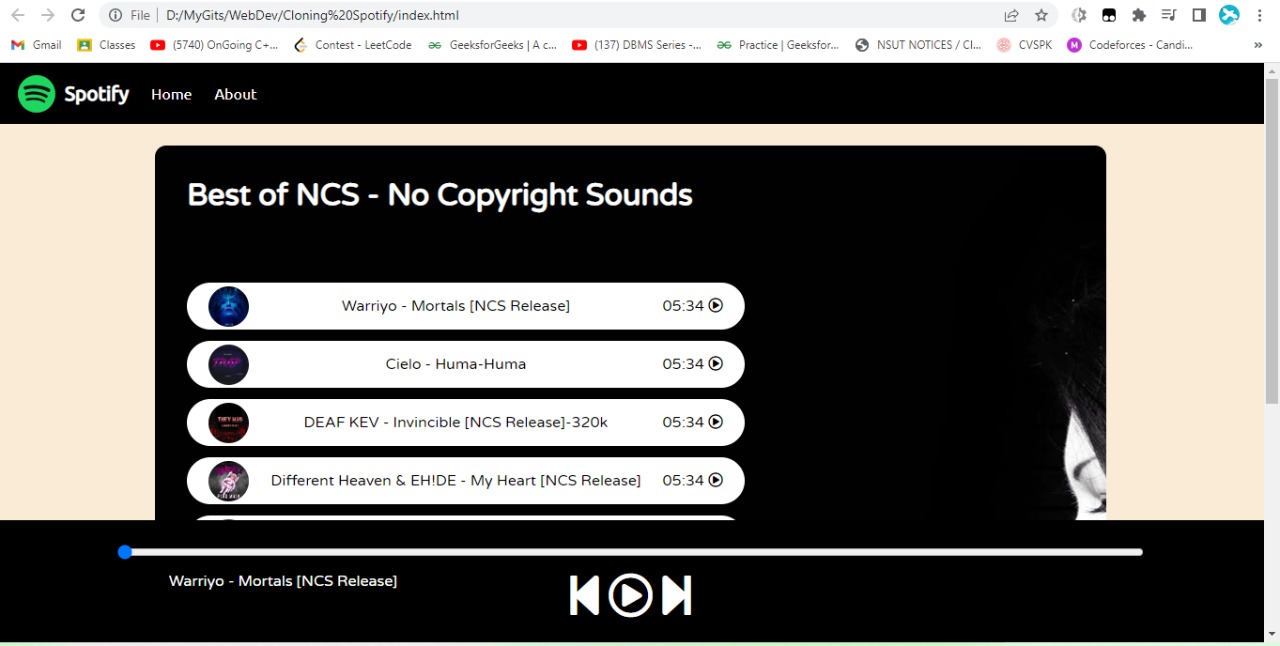 File | D:/MyGits/WebDev/Cloning%20Spotify/index.html
Gmail Classes (5740) OnGoing C+... Contest - LeetCode GeeksforGeeks | A c... (137) DBMS Series -... Practice | Geeksfor... NSUT NOTICES / CI... CVSPK M Codeforces - Candi... »
Spotify Home About
Best of NCS - No Copyright Sounds
Warriyo - Mortals [NCS Release] 05:34
Cielo - Huma-Huma 05:34
DEAF KEV - Invincible [NCS Release]-320k 05:34
Different Heaven & EH!DE - My Heart [NCS Release] 05:34
Warriyo - Mortals [NCS Release]